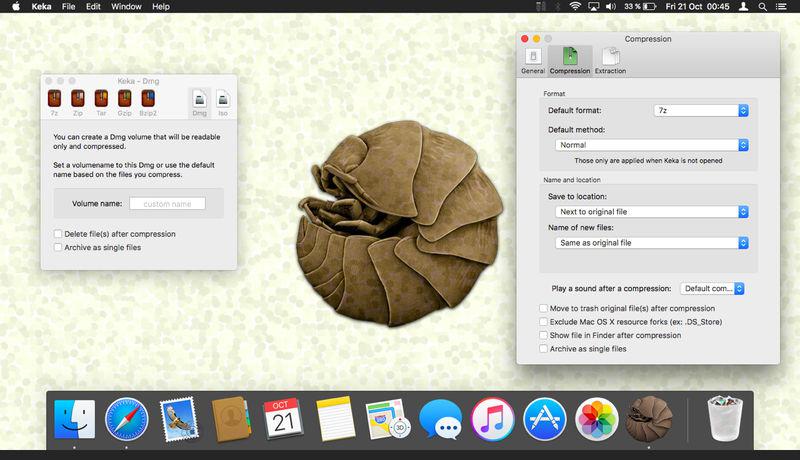 Keka File Edit Window Help
33 % Fri 21 Oct 00:45
Keka - Dmg
7z Zip Tar Gzip Bzip2 Dmg Iso
You can create a Dmg volume that will be readable
only and compressed.
Set a volumename to this Dmg or use the default
name based on the files you compress.
Volume name: custom name
Delete file(s) after compression
Archive as single files
Compression
General Compression Extraction
Format
Default format: 7z
Default method:
Normal
Those only are applied when Keka is not opened
Name and location
Save to location:
Next to original file
Name of new files:
Same as original file
Play a sound after a compression: Default com...
Move to trash original file(s) after compression
Exclude Mac OS X resource forks (ex: .DS_Store)
Show file in Finder after compression
Archive as single files
OCT
21
3D